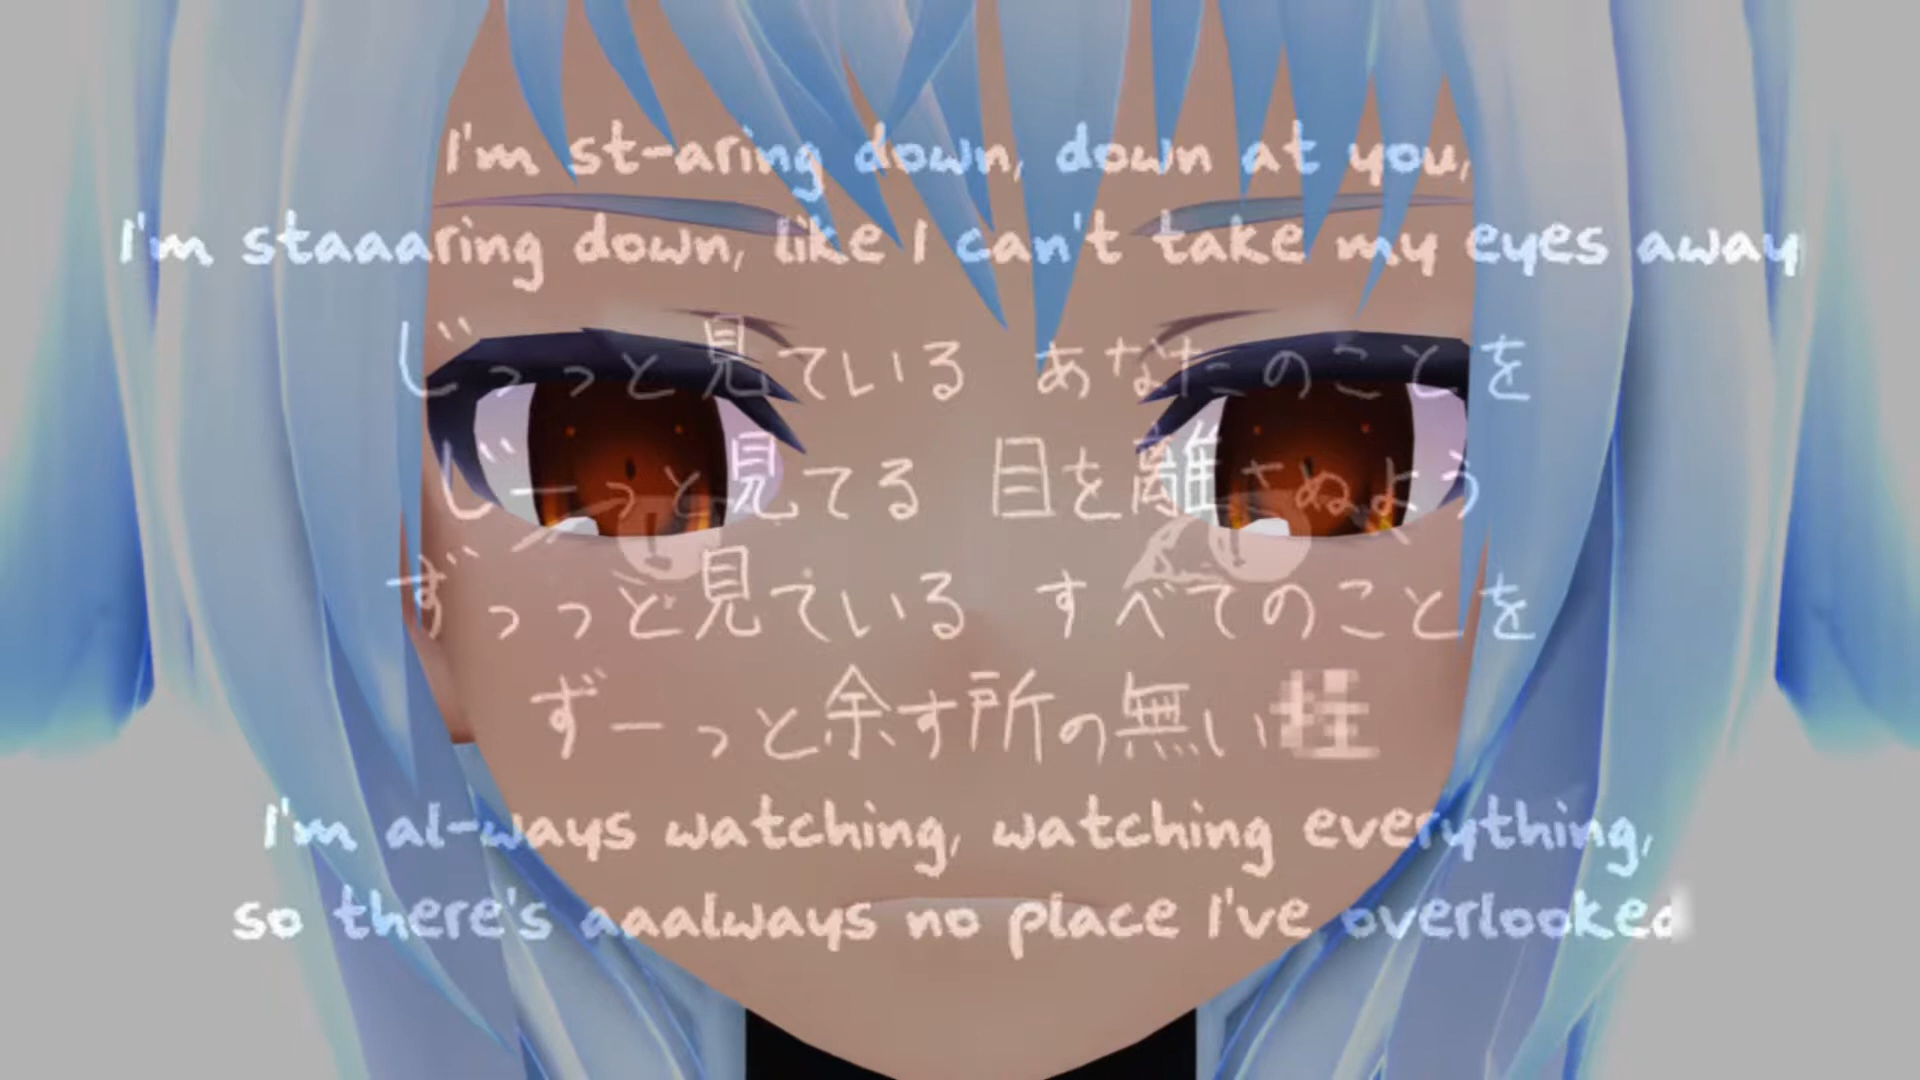 I'm st-aring down, down at you,
I'm staaaring down, like I can't take my eyes away
じっっと見ている あなたのことを
じーっと見てる 目を離さぬよう
ずっっと見ている すべてのことを
ずーっと余す所の無い程
I'm al-ways watching, watching everything,
so there's aaalways no place I've overlooked